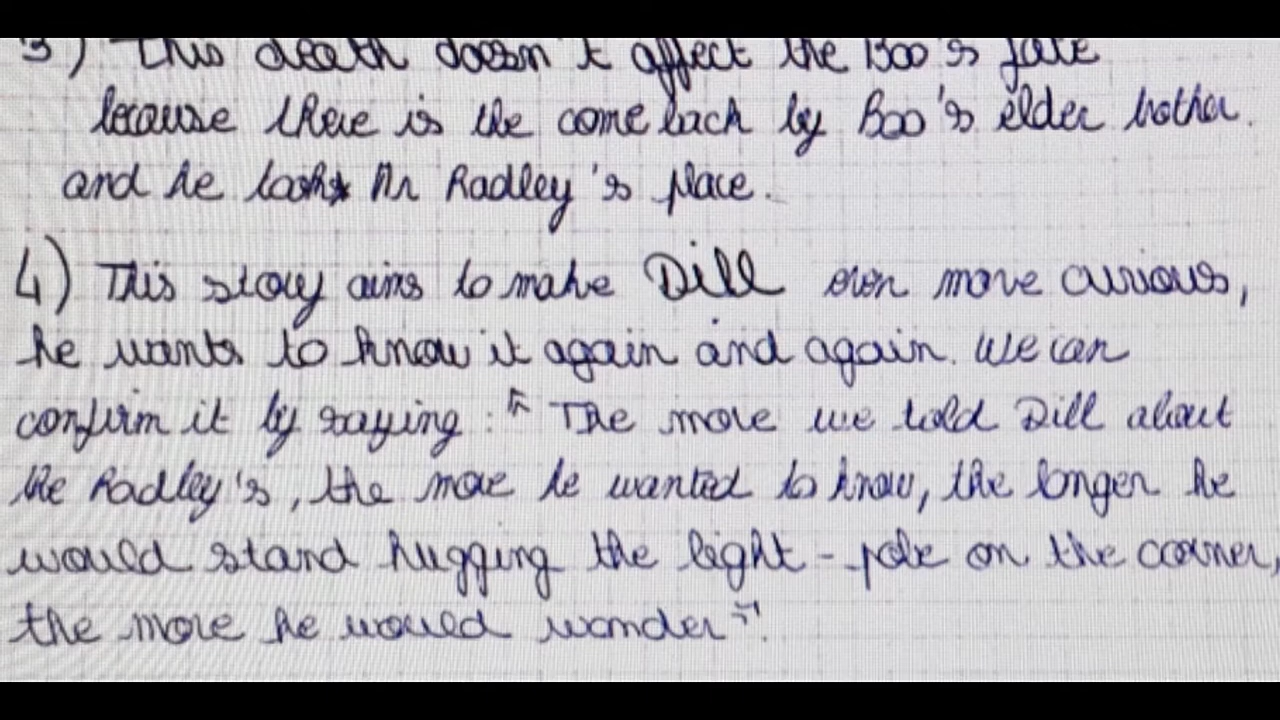 3) This death doesn't affect the Boo's fate
because there is the come back by Boo's elder brother.
and he took Mr Radley's place.
4) This story aims to make Dill even more curious,
he wants to know it again and again. We can
confirm it by saying : " The more we told Dill about
the Radley's, the more he wanted to know, the longer he
would stand hugging the light - pole on the corner,
the more he would wonder ".